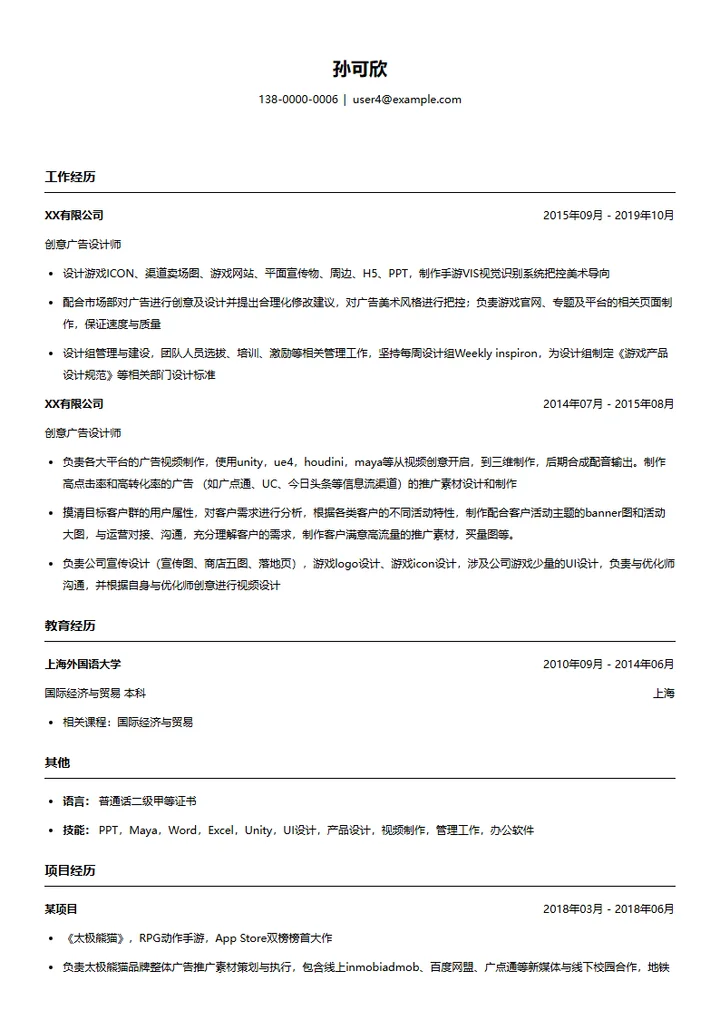 孙可欣
138-0000-0006 | user4@example.com
工作经历
XX有限公司 2015年09月 - 2019年10月
创意广告设计师
• 设计游戏ICON、渠道卖场图、游戏网站、平面宣传物、周边、H5、PPT，制作手游VIS视觉识别系统把控美术导向
• 配合市场部对广告进行创意及设计并提出合理化修改建议，对广告美术风格进行把控；负责游戏官网、专题及平台的相关页面制
作，保证速度与质量
• 设计组管理与建设，团队人员选拔、培训、激励等相关管理工作，坚持每周设计组Weekly inspiron，为设计组制定《游戏产品
设计规范》等相关部门设计标准
XX有限公司 2014年07月 - 2015年08月
创意广告设计师
• 负责各大平台的广告视频制作，使用unity，ue4，houdini，maya等从视频创意开启，到三维制作，后期合成配音输出。制作
高点击率和高转化率的广告 （如广点通、UC、今日头条等信息流渠道）的推广素材设计和制作
• 摸清目标客户群的用户属性，对客户需求进行分析，根据各类客户的不同活动特性，制作配合客户活动主题的banner图和活动
大图，与运营对接、沟通，充分理解客户的需求，制作客户满意高流量的推广素材，买量图等。
• 负责公司宣传设计（宣传图、商店五图、落地页），游戏logo设计、游戏icon设计，涉及公司游戏少量的UI设计，负责与优化师
沟通，并根据自身与优化师创意进行视频设计
教育经历
上海外国语大学 2010年09月 - 2014年06月
国际经济与贸易 本科 上海
• 相关课程：国际经济与贸易
其他
• 语言： 普通话二级甲等证书
• 技能： PPT，Maya，Word，Excel，Unity，UI设计，产品设计，视频制作，管理工作，办公软件
项目经历
某项目 2018年03月 - 2018年06月
• 《太极熊猫》，RPG动作手游，App Store双榜榜首大作
• 负责太极熊猫品牌整体广告推广素材策划与执行，包含线上inmobiadmob、百度网盟、广点通等新媒体与线下校园合作，地铁